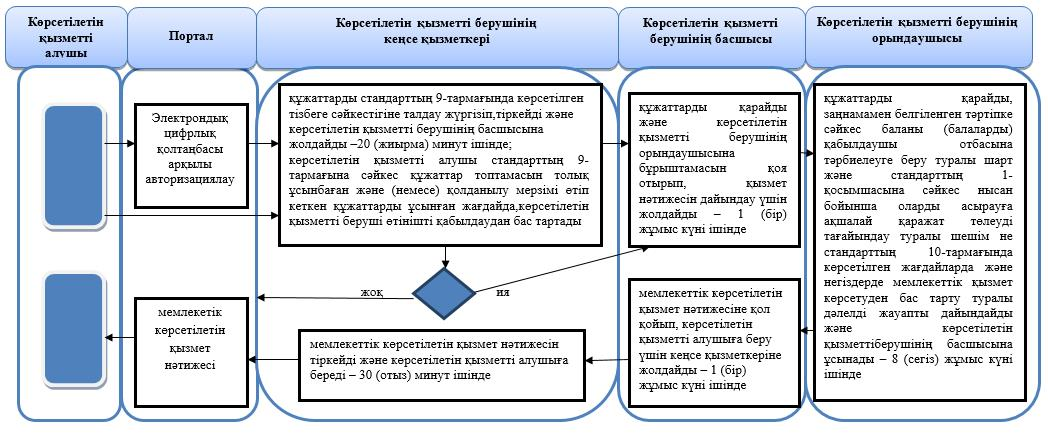 Көрсетілетін
қызметті
алушы
Портал
Көрсетілетін қызметті берушінің
кеңсе қызметкері
Көрсетілетін қызметті
берушінің басшысы
Көрсетілетін қызметті берушінің
орындаушысы
Электрондық
цифрлық
қолтаңбасы
арқылы
авторизациялау
құжаттарды стандарттың 9-тармағында көрсетілген
тізбеге сәйкестігіне талдау жүргізіп,тіркейді және
көрсетілетін қызметті берушінің басшысына
жолдайды –20 (жиырма) минут ішінде;
көрсетілетін қызметті алушы стандарттың 9-
тармағына сәйкес құжаттар топтамасын толық
ұсынбаған және (немесе) қолданылу мерзімі өтіп
кеткен құжаттарды ұсынған жағдайда,көрсетілетін
қызметті беруші өтінішті қабылдаудан бас тартады
құжаттарды қарайды
және көрсетілетін
қызметті берушінің
орындаушысына
бұрыштамасын қоя
отырып, қызмет
нәтижесін дайындау үшін
жолдайды – 1 (бір)
жұмыс күні ішінде
құжаттарды қарайды,
заңнамамен белгіленген тәртіпке
сәйкес баланы (балаларды)
қабылдаушы отбасына
тәрбиелеуге беру туралы шарт
және стандарттың 1-
қосымшасына сәйкес нысан
бойынша оларды асырауға
ақшалай қаражат төлеуді
тағайындау туралы шешім не
стандарттың 10-тармағында
көрсетілген жағдайларда және
негіздерде мемлекеттік қызмет
көрсетуден бас тарту туралы
дәлелді жауапты дайындайды
және көрсетілетін
қызметтіберушінің басшысына
ұсынады – 8 (сегіз) жұмыс күні
ішінде
жоқ
ия
мемлекетік
көрсетілетін
қызмет
нәтижесі
мемлекеттік көрсетілетін қызмет нәтижесін
тіркейді және көрсетілетін қызметті алушыға
береді – 30 (отыз) минут ішінде
мемлекеттік көрсетілетін
қызмет нәтижесіне қол
қойып, көрсетілетін
қызметті алушыға беру
үшін кеңсе қызметкеріне
жолдайды – 1 (бір)
жұмыс күні ішінде